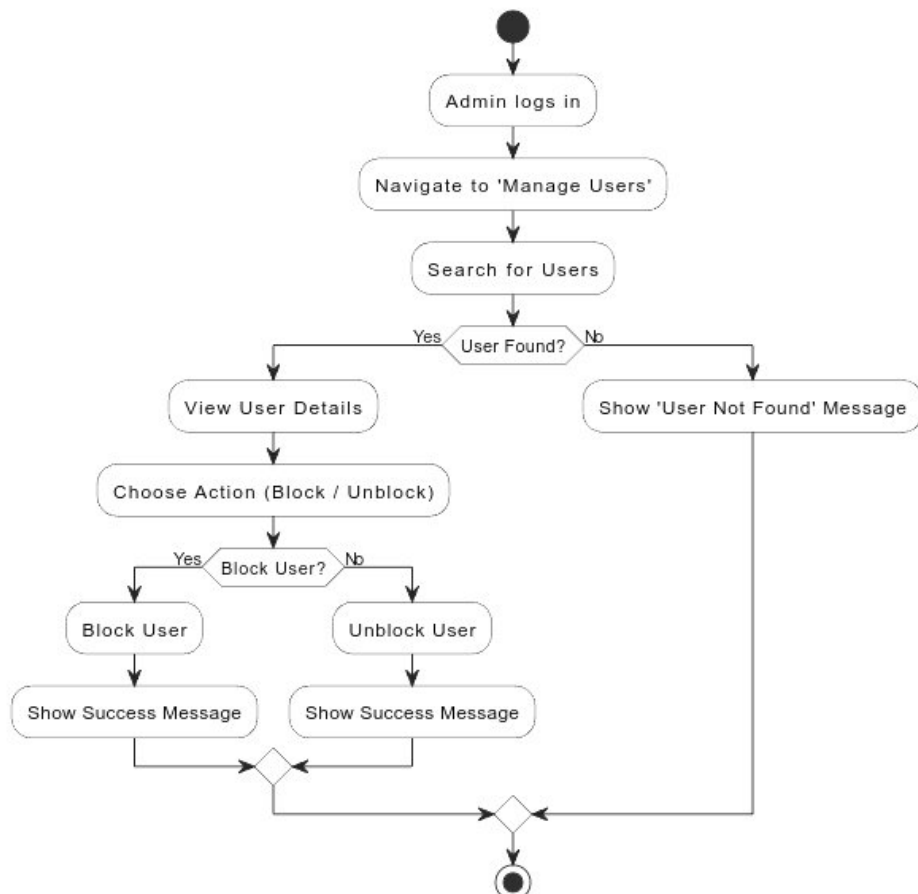 Admin logs in
Navigate to 'Manage Users'
Search for Users
Yes
User Found?
No
View User Details
Show 'User Not Found' Message
Choose Action (Block / Unblock)
Yes
Block User?
No
Block User
Unblock User
Show Success Message
Show Success Message